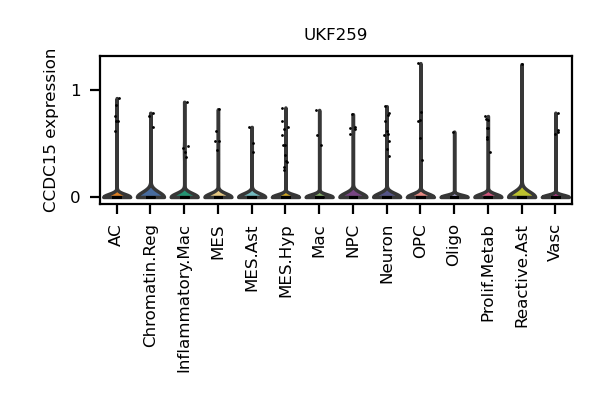 UKF259
CCDC15 expression
1
0
AC
Chromatin.Reg
Inflammatory.Mac
MES
MES.Ast
MES.Hyp
Mac
NPC
Neuron
OPC
Oligo
Prolif.Metab
Reactive.Ast
Vasc